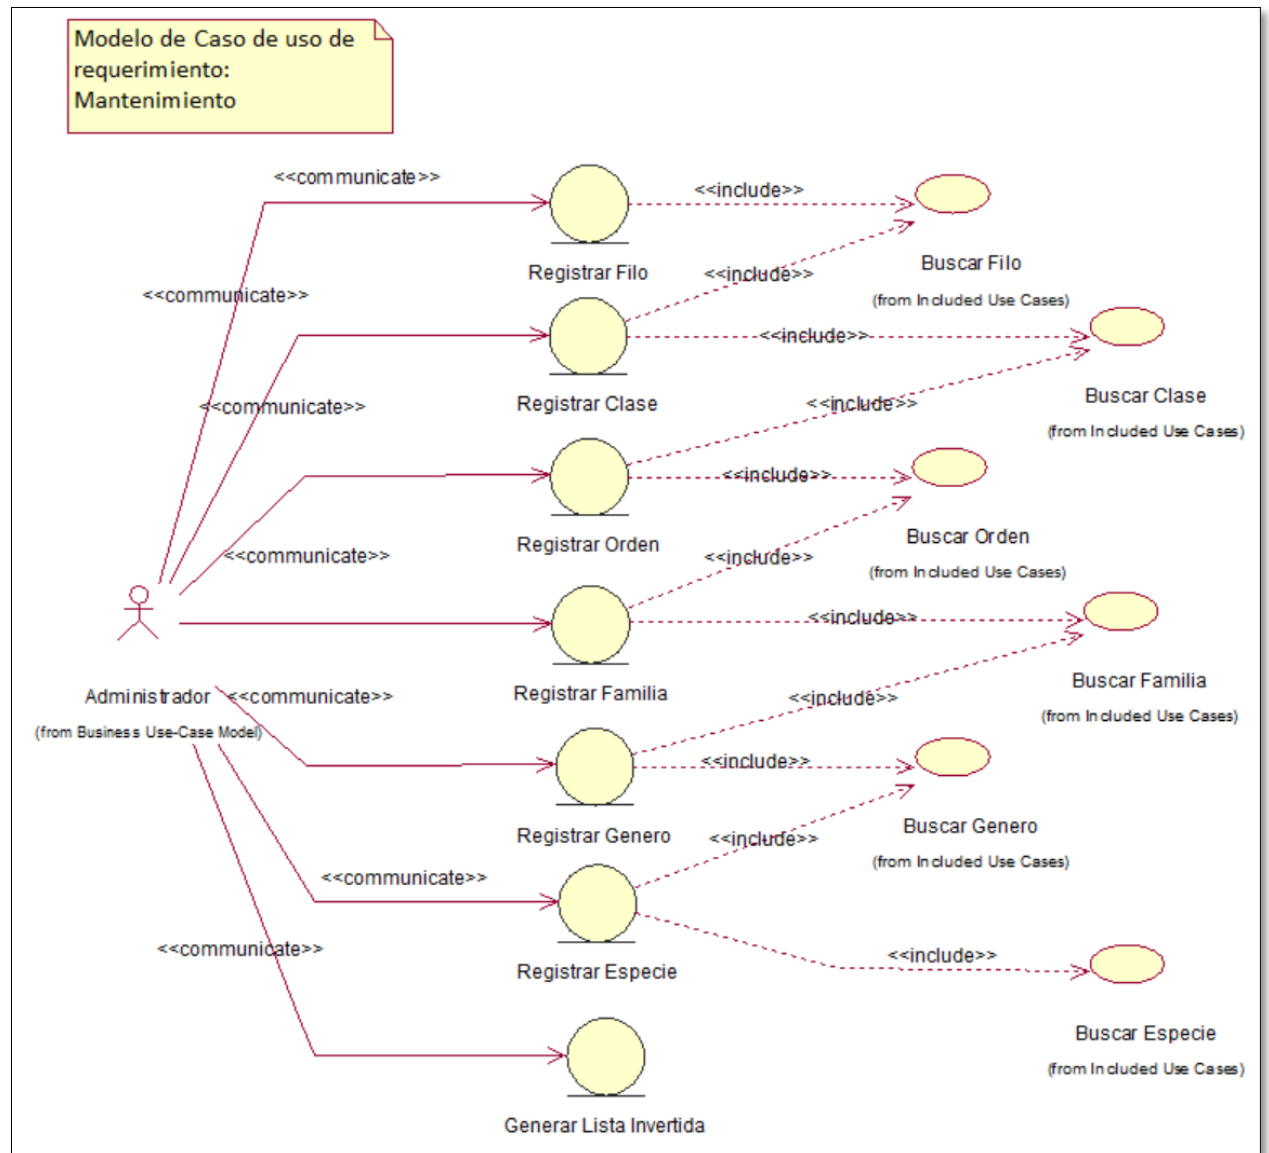 Modelo de Caso de uso de
requerimiento:
Mantenimiento
<<communicate>>
<<include>>
Registrar Filo
Buscar Filo
(from Included Use Cases)
<<communicate>>
<<include>>
<<include>>
Registrar Clase
Buscar Clase
(from Included Use Cases)
<<communicate>>
<<include>>
<<include>>
Registrar Orden
Buscar Orden
(from Included Use Cases)
<<communicate>>
<<include>>
<<include>>
Administrador
(from Business Use-Case Model)
Registrar Familia
Buscar Familia
(from Included Use Cases)
<<communicate>>
<<include>>
<<include>>
Registrar Genero
Buscar Genero
(from Included Use Cases)
<<communicate>>
<<include>>
<<include>>
Registrar Especie
Buscar Especie
(from Included Use Cases)
<<communicate>>
Generar Lista Invertida